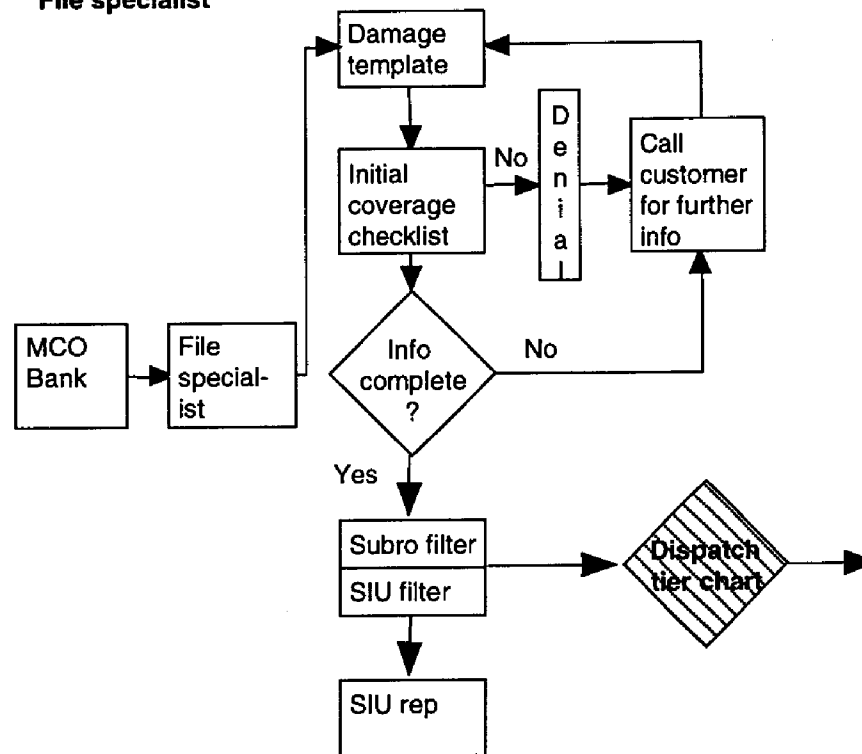 File specialist
Damage
template
Initial
coverage
checklist
No
Denial
Call
customer
for further
info
MCO
Bank
File
special-
ist
Info
complete
?
No
Yes
Subro filter
SIU filter
Dispatch
tier chart
SIU rep